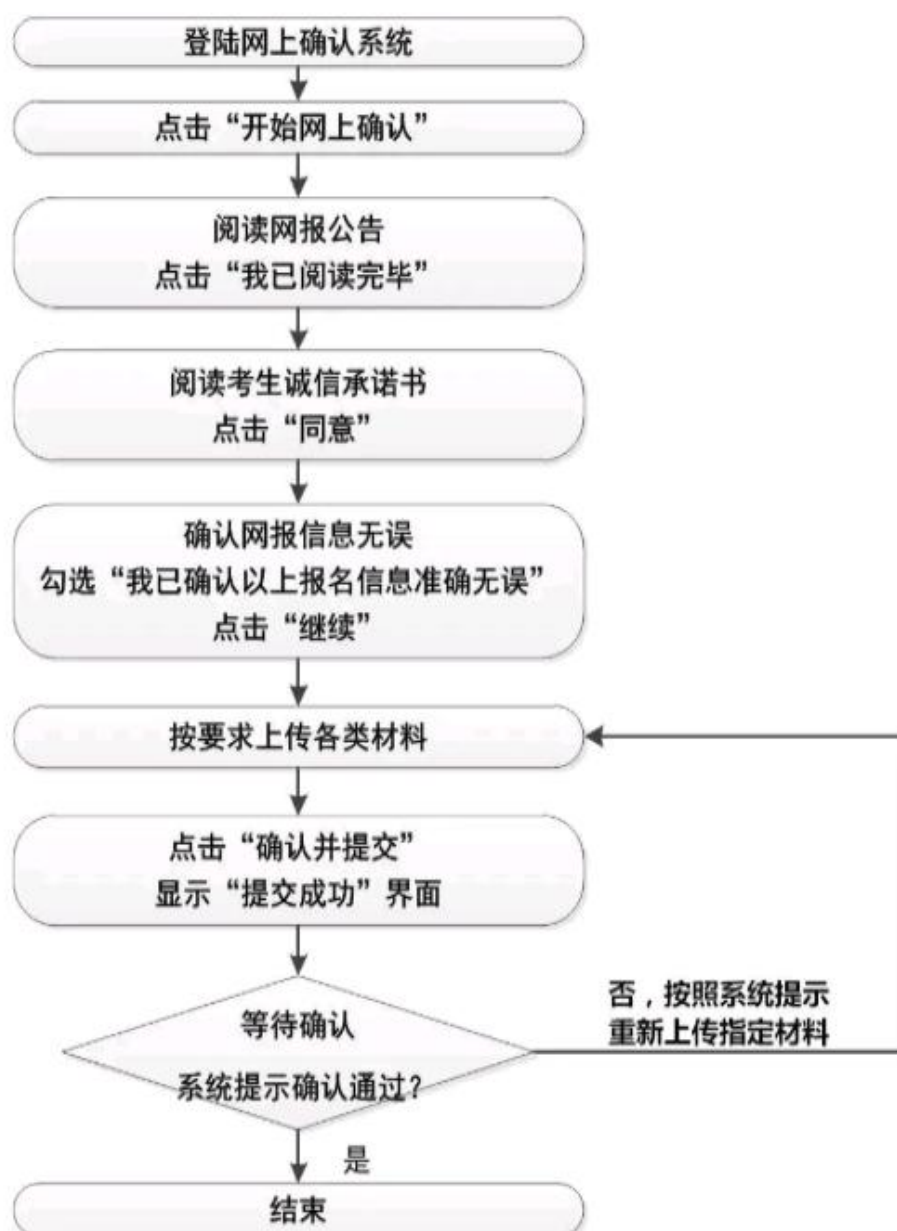 登陆网上确认系统
点击“开始网上确认”
阅读网报公告
点击“我已阅读完毕”
阅读考生诚信承诺书
点击“同意”
确认网报信息无误
勾选“我已确认以上报名信息准确无误”
点击“继续”
按要求上传各类材料
点击“确认并提交”
显示“提交成功”界面
等待确认
系统提示确认通过?
否，按照系统提示
重新上传指定材料
是
结束